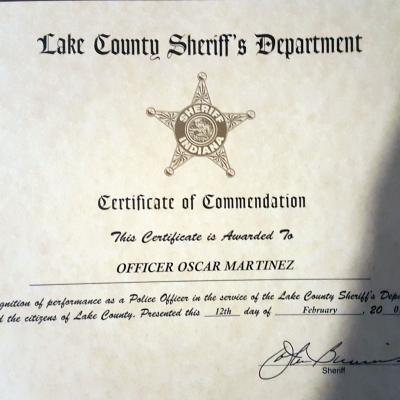 Lake County Sheriff's Department
SHERIFF
INDIANA
Certificate of Commendation
This Certificate is Awarded To
OFFICER OSCAR MARTINEZ
gnition of performance as a Police Officer in the service of the Lake County Sheriff's Depa
d the citizens of Lake County. Presented this 12th day of February , 20 0
Sheriff